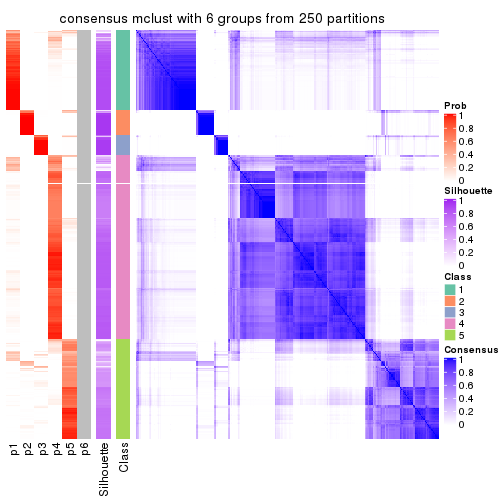 consensus mclust with 6 groups from 250 partitions
Prob
1
0.8
0.6
0.4
0.2
0
Silhouette
1
0.8
0.6
0.4
0.2
0
Class
1
2
3
4
5
Consensus
1
0.8
0.6
0.4
0.2
0
p1
p2
p3
p4
p5
p6
Silhouette
Class